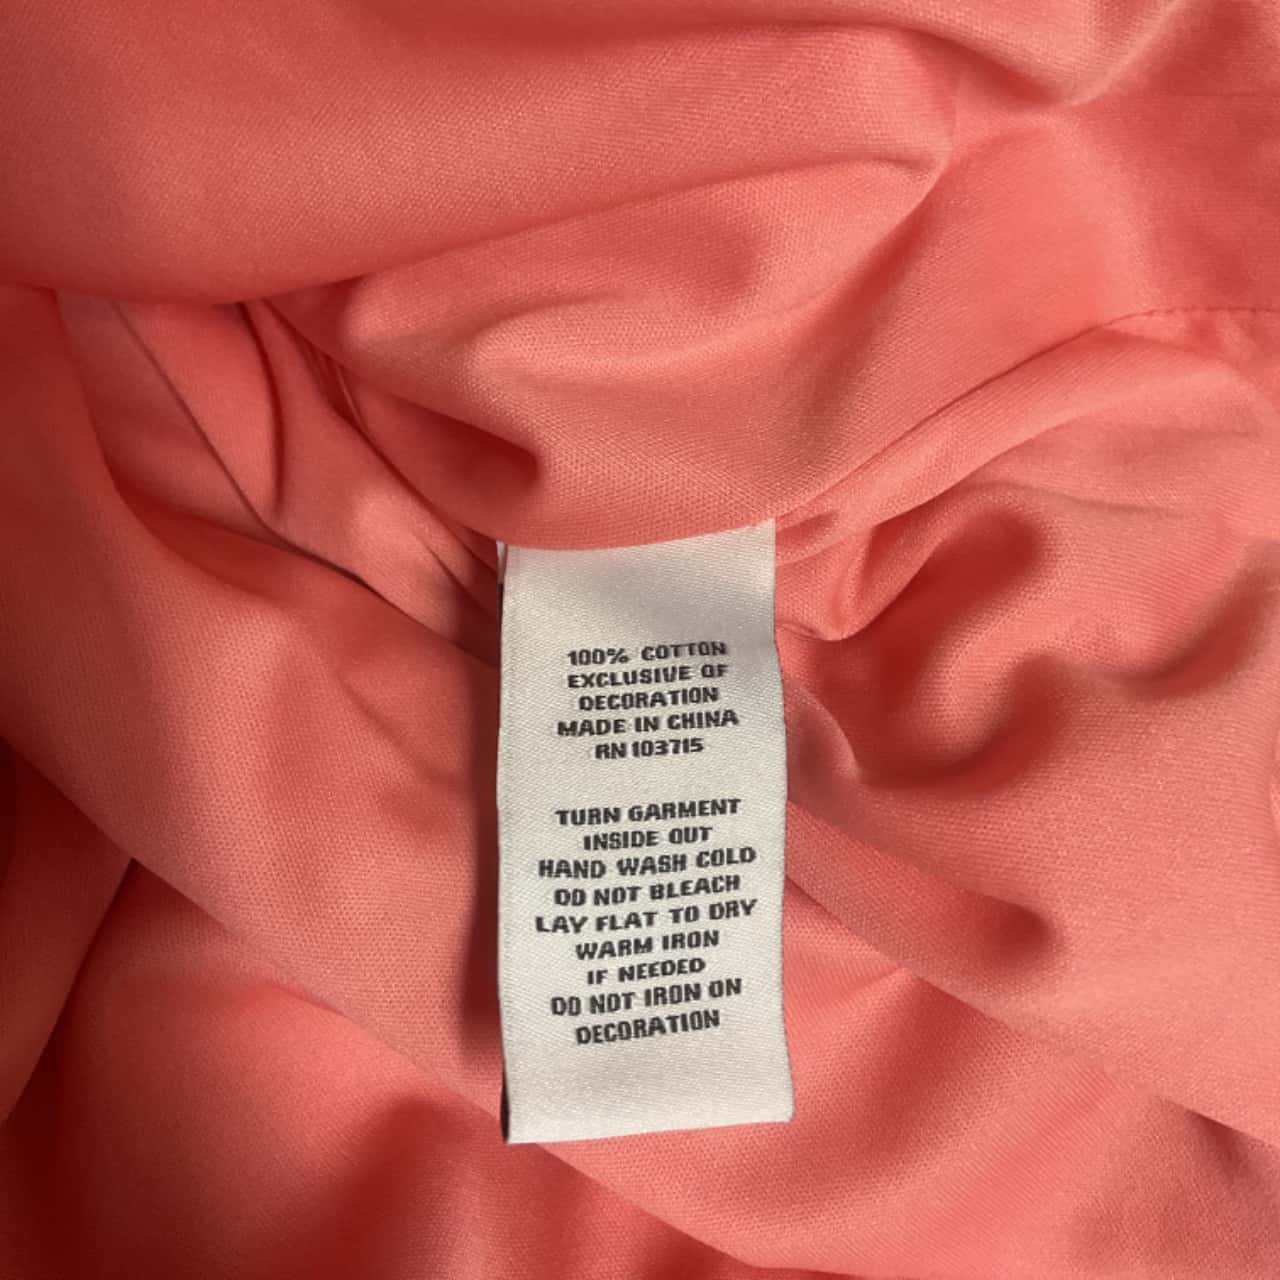 100% COTTON
EXCLUSIVE OF
DECORATION
MADE IN CHINA
RN 103715
TURN GARMENT
INSIDE OUT
HAND WASH COLD
DO NOT BLEACH
LAY FLAT TO DRY
WARM IRON
IF NEEDED
DO NOT IRON ON
DECORATION